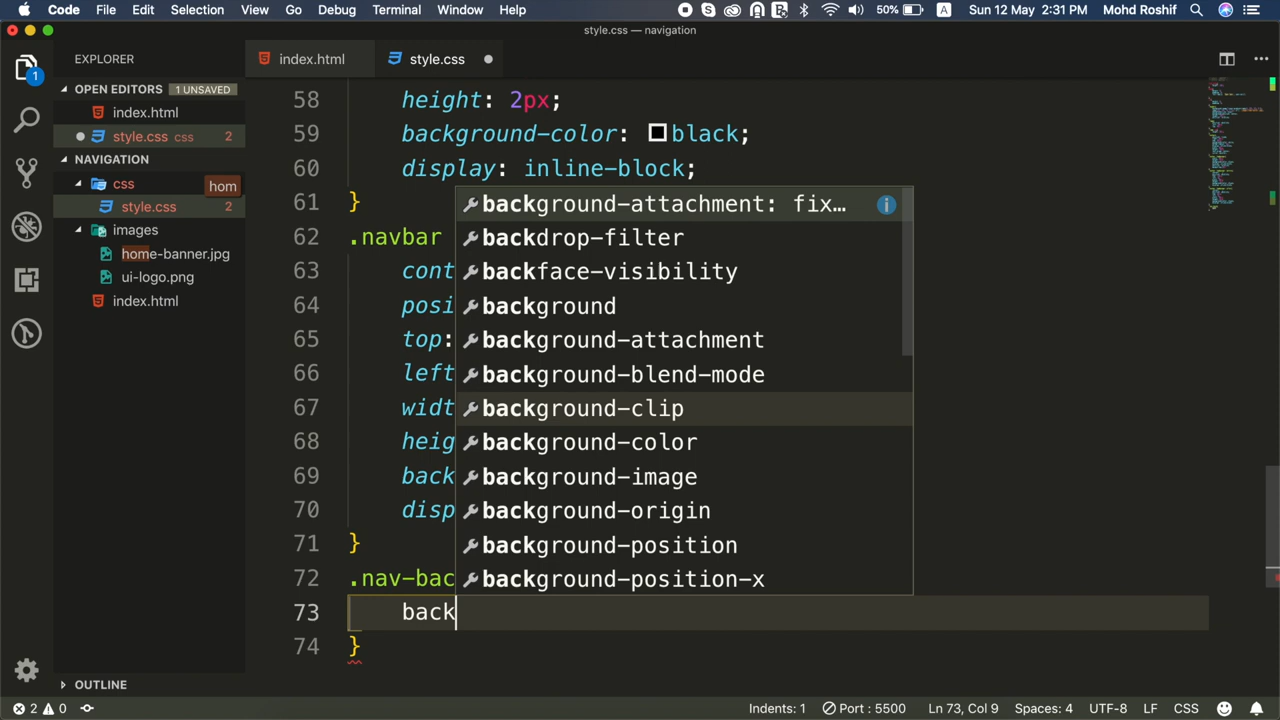 Code File Edit Selection View Go Debug Terminal Window Help 50% A Sun 12 May 2:31 PM Mohd Roshif
style.css — navigation
EXPLORER
index.html
style.css
OPEN EDITORS 1 UNSAVED
index.html
style.css css 2
NAVIGATION
css
hom
style.css 2
images
home-banner.jpg
ui-logo.png
index.html
OUTLINE
1
58 height: 2px;
59 background-color: black;
60 display: inline-block;
61 }
62 .navbar
63 cont
64 posi
65 top:
66 left
67 widt
68 heig
69 back
70 disp
71 }
72 .nav-bac
73 back
74 }
background-attachment: fix…
backdrop-filter
backface-visibility
background
background-attachment
background-blend-mode
background-clip
background-color
background-image
background-origin
background-position
background-position-x
2 0 Indents: 1 Port : 5500 Ln 73, Col 9 Spaces: 4 UTF-8 LF CSS